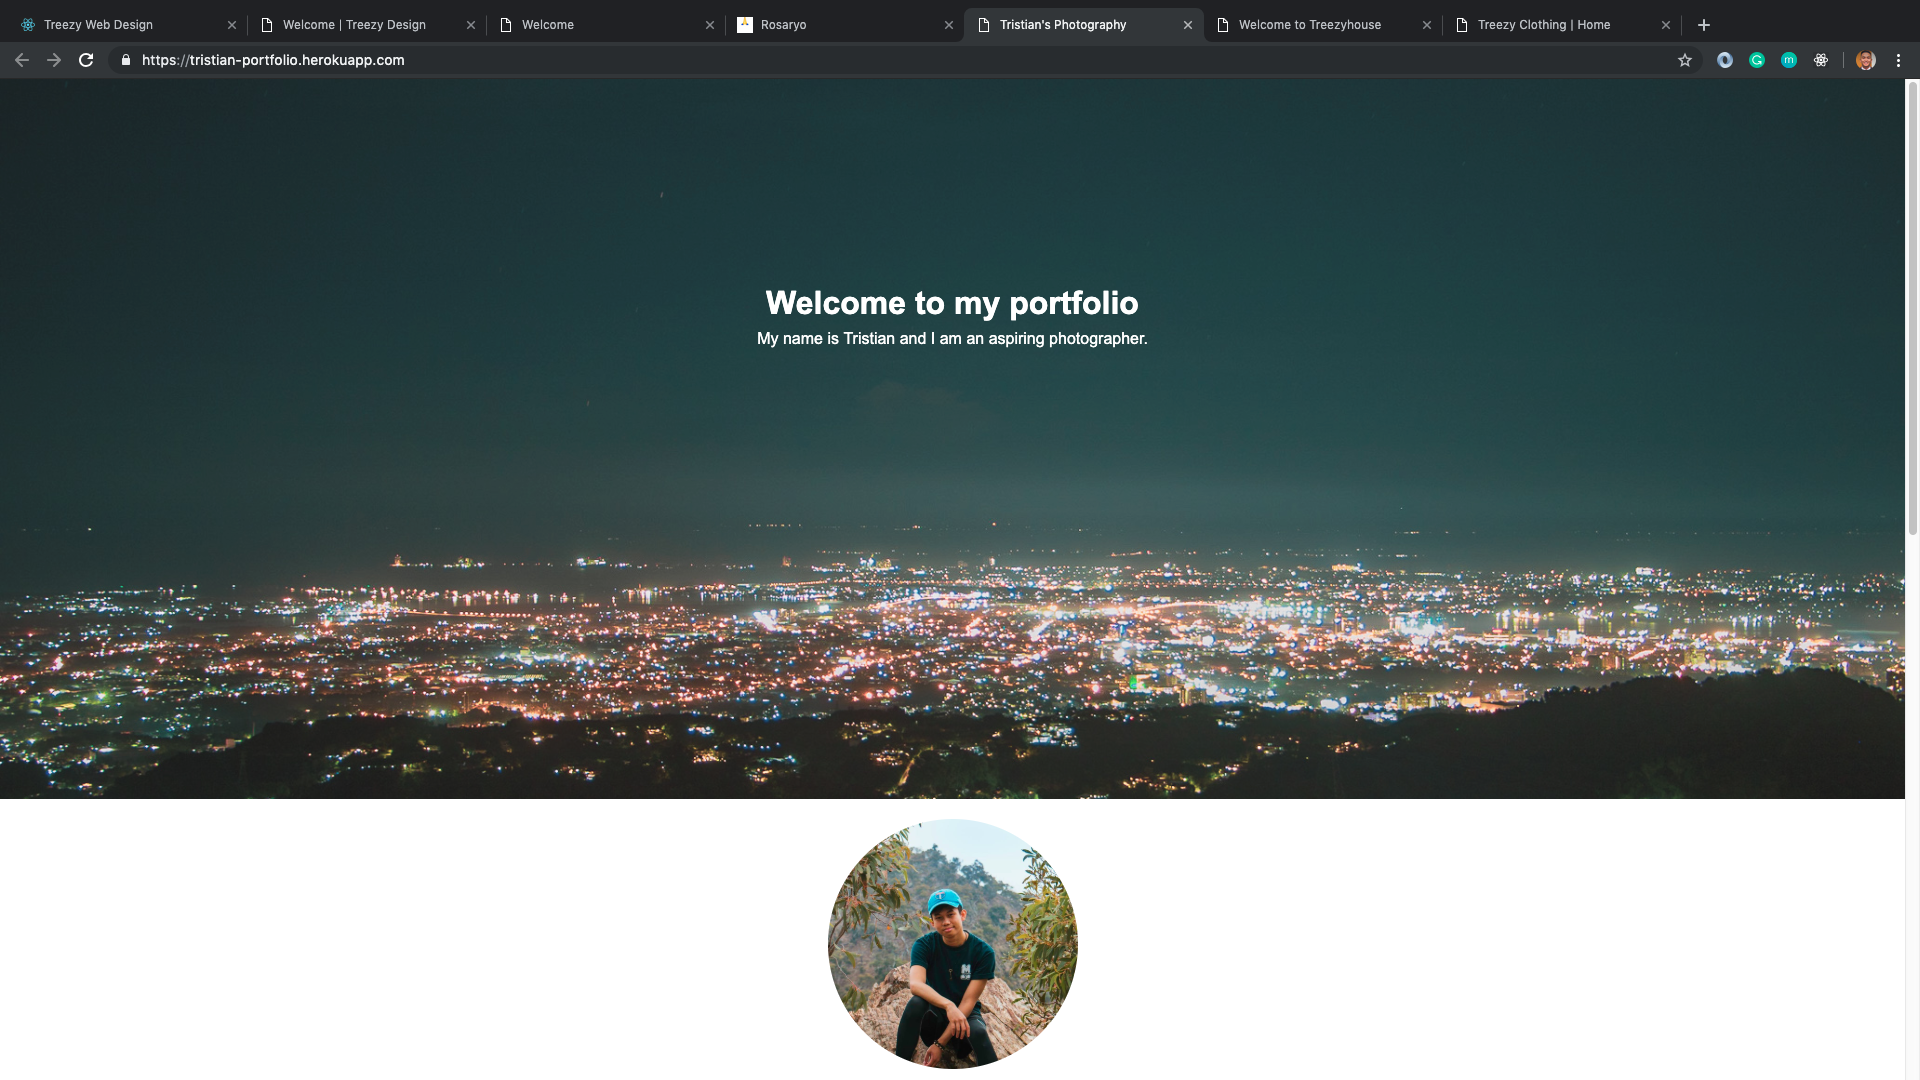 Treezy Web Design
Welcome | Treezy Design
Welcome
Rosaryo
Tristian's Photography
Welcome to Treezyhouse
Treezy Clothing | Home
https://tristian-portfolio.herokuapp.com
Welcome to my portfolio
My name is Tristian and I am an aspiring photographer.